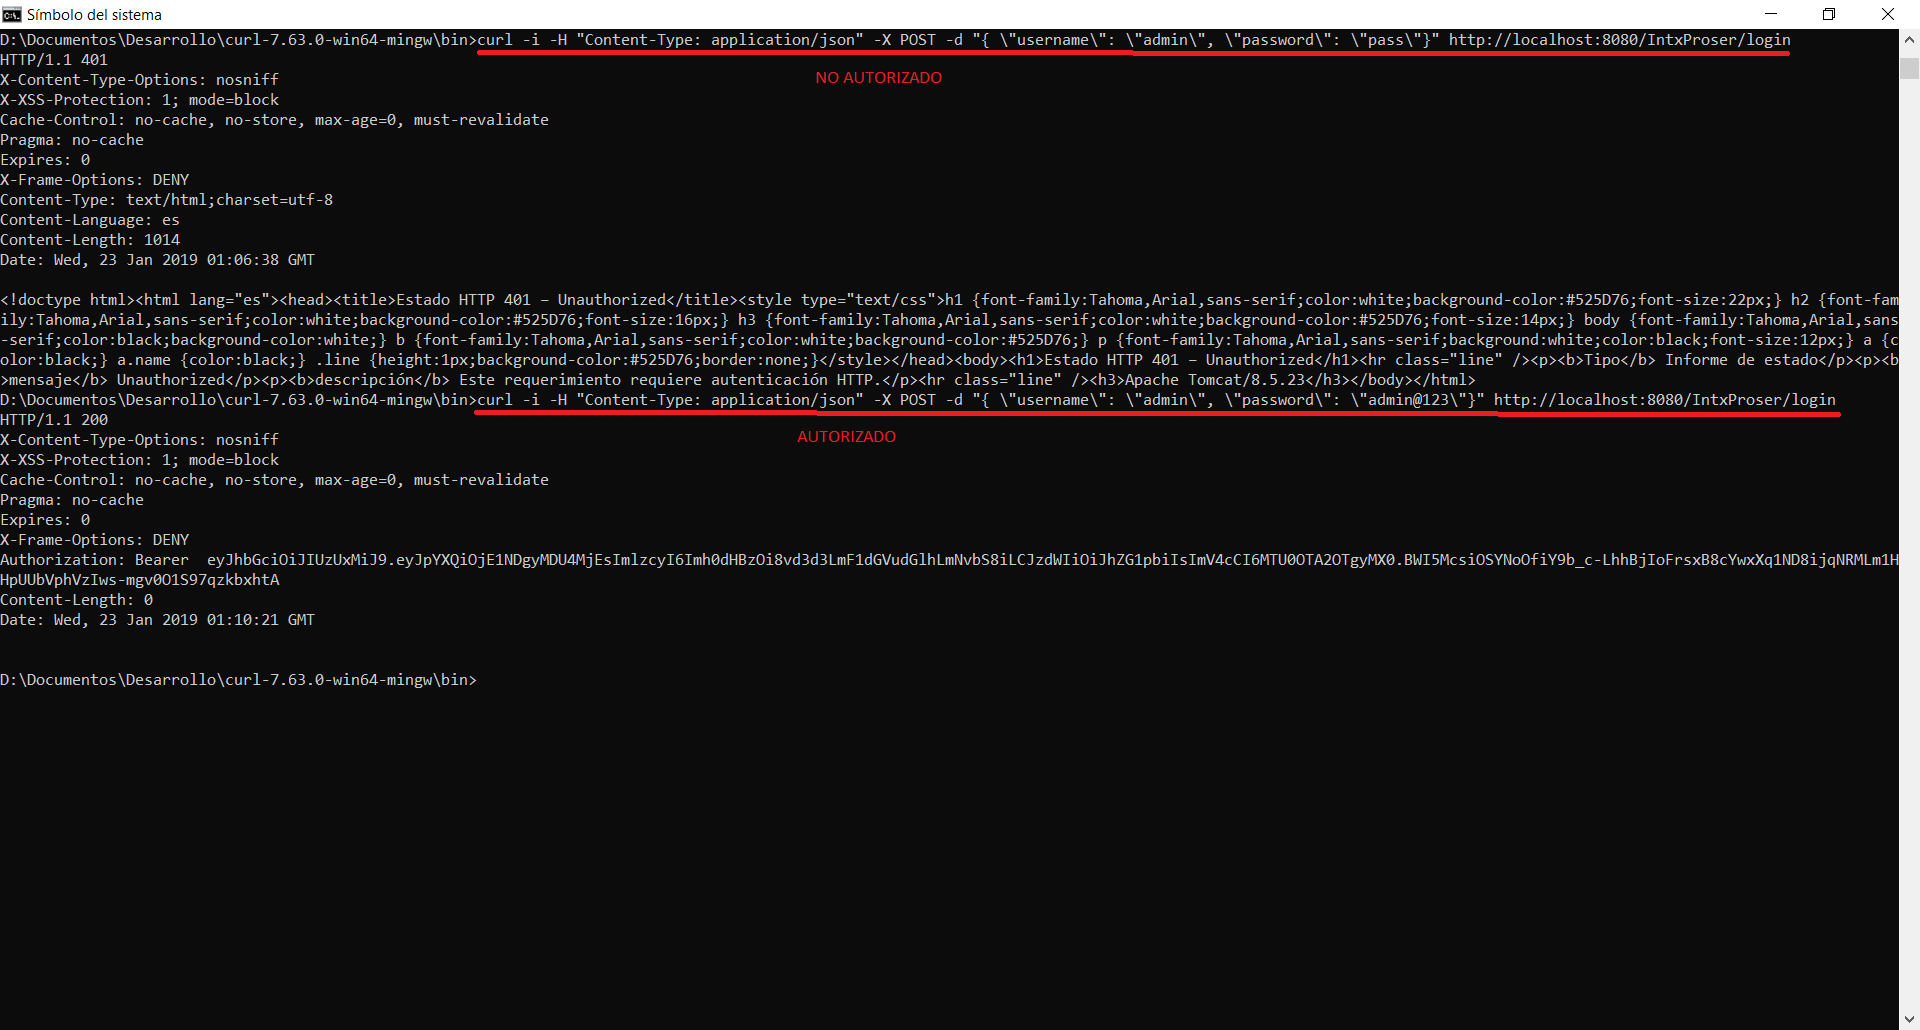 Símbolo del sistema
D:\Documentos\Desarrollo\curl-7.63.0-win64-mingw\bin>curl -i -H "Content-Type: application/json" -X POST -d "{ \"username\": \"admin\", \"password\": \"pass\"}" http://localhost:8080/IntxProser/login
HTTP/1.1 401
X-Content-Type-Options: nosniff
NO AUTORIZADO
X-XSS-Protection: 1; mode=block
Cache-Control: no-cache, no-store, max-age=0, must-revalidate
Pragma: no-cache
Expires: 0
X-Frame-Options: DENY
Content-Type: text/html;charset=utf-8
Content-Language: es
Content-Length: 1014
Date: Wed, 23 Jan 2019 01:06:38 GMT
<!doctype html><html lang="es"><head><title>Estado HTTP 401 – Unauthorized</title><style type="text/css">h1 {font-family:Tahoma,Arial,sans-serif;color:white;background-color:#525D76;font-size:22px;} h2 {font-fam
ily:Tahoma,Arial,sans-serif;color:white;background-color:#525D76;font-size:16px;} h3 {font-family:Tahoma,Arial,sans-serif;color:white;background-color:#525D76;font-size:14px;} body {font-family:Tahoma,Arial,sans
-serif;color:black;background-color:white;} b {font-family:Tahoma,Arial,sans-serif;color:white;background-color:#525D76;} p {font-family:Tahoma,Arial,sans-serif;background:white;color:black;font-size:12px;} a {c
olor:black;} a.name {color:black;} .line {height:1px;background-color:#525D76;border:none;}</style></head><body><h1>Estado HTTP 401 – Unauthorized</h1><hr class="line" /><p><b>Tipo</b> Informe de estado</p><p><b
>mensaje</b> Unauthorized</p><p><b>descripción</b> Este requerimiento requiere autenticación HTTP.</p><hr class="line" /><h3>Apache Tomcat/8.5.23</h3></body></html>
D:\Documentos\Desarrollo\curl-7.63.0-win64-mingw\bin>curl -i -H "Content-Type: application/json" -X POST -d "{ \"username\": \"admin\", \"password\": \"admin@123\"}" http://localhost:8080/IntxProser/login
HTTP/1.1 200
X-Content-Type-Options: nosniff
AUTORIZADO
X-XSS-Protection: 1; mode=block
Cache-Control: no-cache, no-store, max-age=0, must-revalidate
Pragma: no-cache
Expires: 0
X-Frame-Options: DENY
Authorization: Bearer  eyJhbGciOiJIUzUxMiJ9.eyJpYXQiOjE1NDgyMDU4MjEsImlzcyI6Imh0dHBzOi8vd3d3LmF1dGVudGlhLmNvbS8iLCJzdWIiOiJhZG1pbiIsImV4cCI6MTU0OTA2OTgyMX0.BWI5McsiOSYNoOfiY9b_c-LhhBjIoFrsxB8cYwxXq1ND8ijqNRMLm1H
HpUUbVphVzIws-mgv0O1S97qzkbxhtA
Content-Length: 0
Date: Wed, 23 Jan 2019 01:10:21 GMT
D:\Documentos\Desarrollo\curl-7.63.0-win64-mingw\bin>